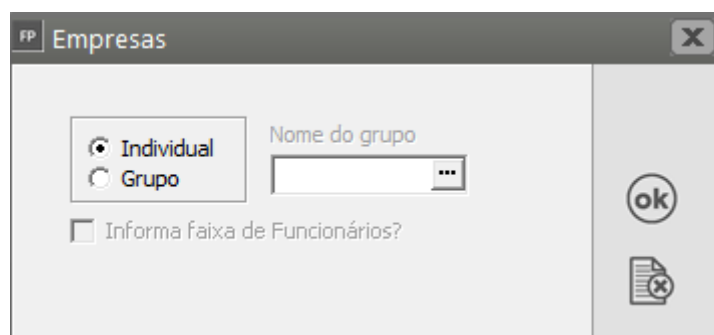 FP Empresas
Individual
Grupo
Nome do grupo
...
Informa faixa de Funcionários?
ok